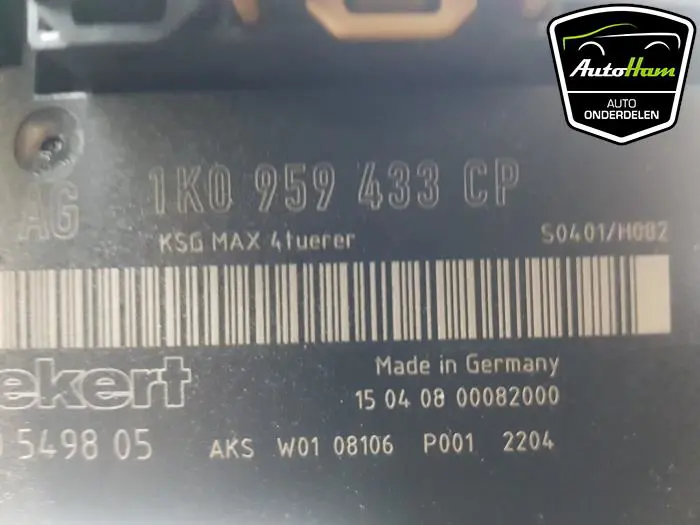 AutoHam
AUTO
ONDERDELEN
AG 1K0 959 433 CP
KSG MAX 4tuerer S0401/H082
ekert
Made in Germany
15 04 08 00082000
5498 05 AKS W01 08106 P001 2204